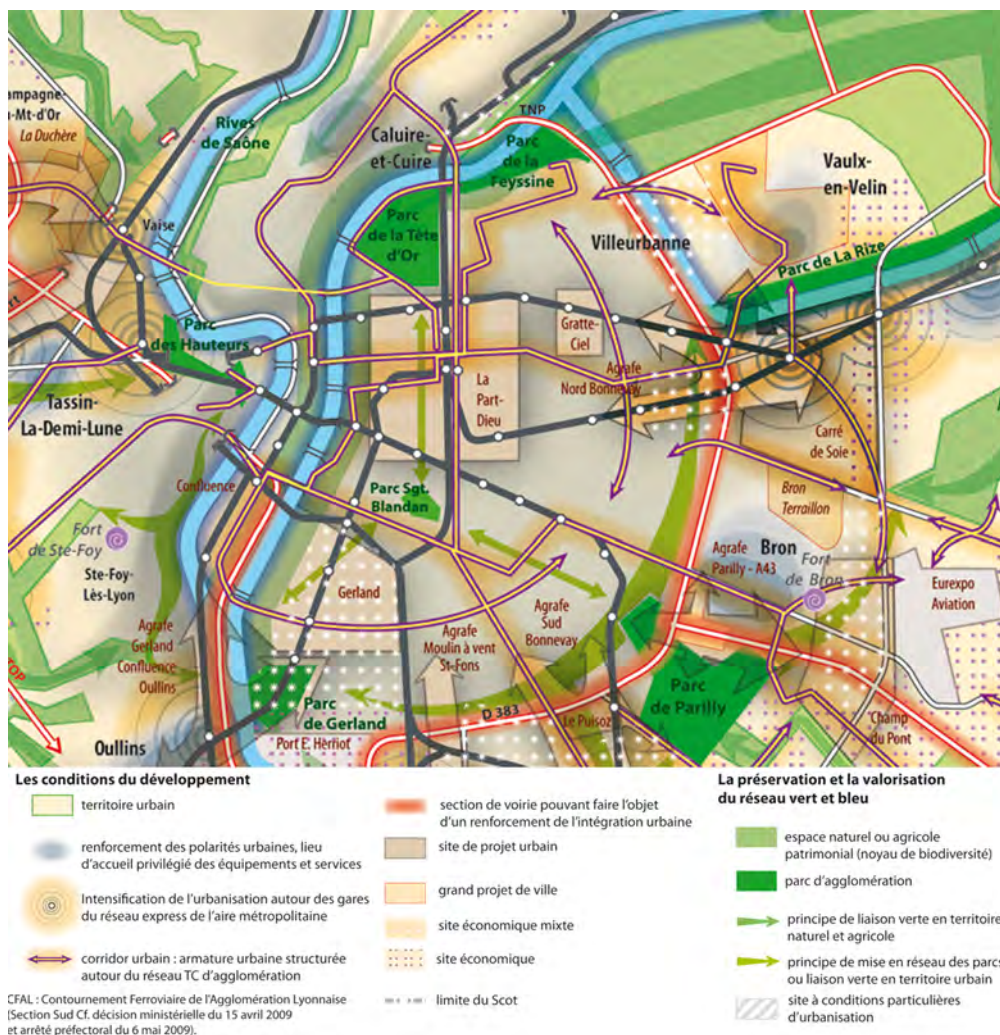 TNP
ampagne-
-Mt-d'Or
La Duchère
Rives
de Saône
Caluire-
et-Cuire
Parc
de la
Feyssine
Vaulx-
en-Velin
Vaise
Parc
de la Tête
d'Or
Villeurbanne
Parc de La Rize
Parc
des Hauteurs
Gratte-
Ciel
Agrafe
Nord Bonnevay
La
Part-
Dieu
Tassin-
La-Demi-Lune
Carré
de Soie
Confluence
Parc Sgt.
Blandan
Bron
Terraillon
Fort
de Ste-Foy
Ste-Foy-
Lès-Lyon
Agrafe
Parilly - A43
Bron
Fort
de Bron
Eurexpo
Aviation
Gerland
Agrafe
Gerland
Confluence
Oullins
Agrafe
Moulin à vent
St-Fons
Agrafe
Sud
Bonnevay
TOP
Parc
de Gerland
Parc
de Parilly
D 383
Le Puisoz
Champ
du Pont
Oullins
Port E. Herriot
Les conditions du développement
territoire urbain
renforcement des polarités urbaines, lieu
d'accueil privilégié des équipements et services
Intensification de l'urbanisation autour des gares
du réseau express de l'aire métropolitaine
corridor urbain : armature urbaine structurée
autour du réseau TC d'agglomération
CFAL : Contournement Ferroviaire de l'Agglomération Lyonnaise
(Section Sud Cf. décision ministérielle du 15 avril 2009
et arrêté préfectoral du 6 mai 2009).
section de voirie pouvant faire l'objet
d'un renforcement de l'intégration urbaine
site de projet urbain
grand projet de ville
site économique mixte
site économique
limite du Scot
La préservation et la valorisation
du réseau vert et bleu
espace naturel ou agricole
patrimonial (noyau de biodiversité)
parc d'agglomération
principe de liaison verte en territoire
naturel et agricole
principe de mise en réseau des parcs
ou liaison verte en territoire urbain
site à conditions particulières
d'urbanisation